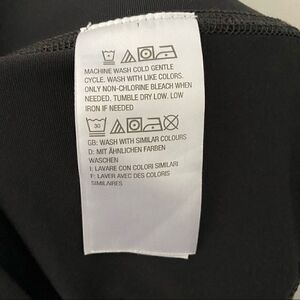 MACHINE WASH COLD GENTLE
CYCLE. WASH WITH LIKE COLORS.
ONLY NON-CHLORINE BLEACH WHEN
NEEDED. TUMBLE DRY LOW. LOW
IRON IF NEEDED
30
GB: WASH WITH SIMILAR COLOURS
D: MIT ÄHNLICHEN FARBEN
WASCHEN
I: LAVARE CON COLORI SIMILARI
F: LAVER AVEC DES COLORIS
SIMILAIRES